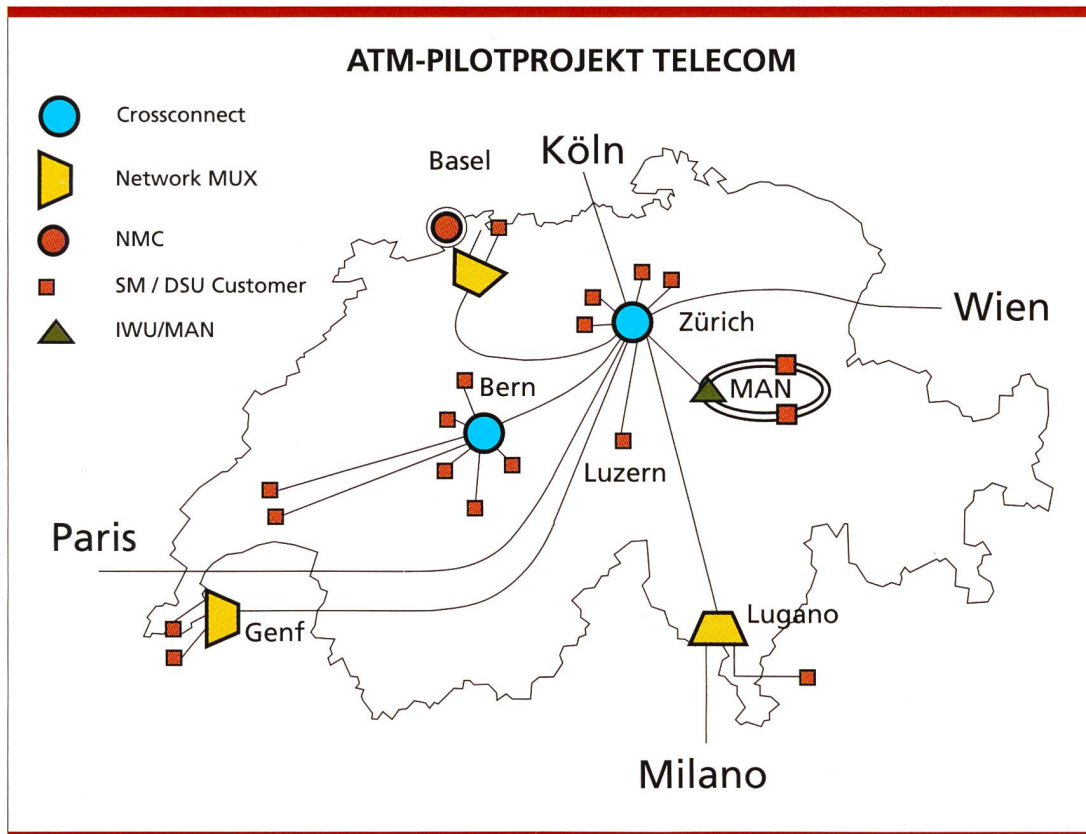 ATM-PILOTPROJEKT TELECOM
Crossconnect
Network MUX
NMC
SM / DSU Customer
IWU/MAN
Basel
Köln
Zürich
Wien
Bern
MAN
Luzern
Paris
Genf
Lugano
Milano